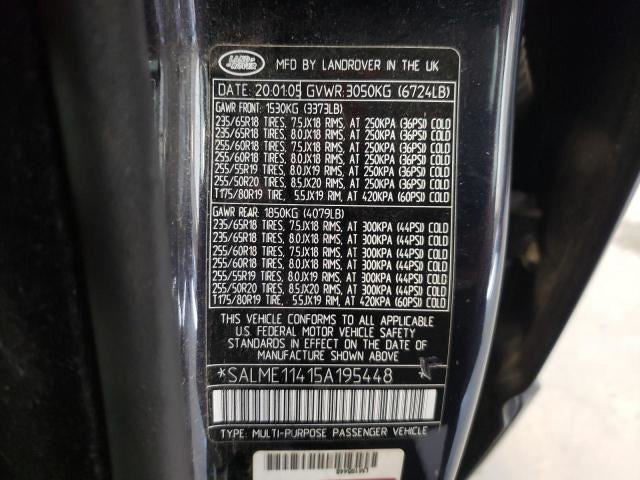 LAND ROVER
MFD BY LANDROVER IN THE UK
DATE: 20.01.05 GVWR:3050KG (6724LB)
GAWR FRONT: 1530KG (3373LB)
235/65R18 TIRES, 7.5JX18 RIMS, AT 250KPA (36PSI) COLD
235/65R18 TIRES, 8.0JX18 RIMS, AT 250KPA (36PSI) COLD
255/60R18 TIRES, 7.5JX18 RIMS, AT 250KPA (36PSI) COLD
255/60R18 TIRES, 8.0JX18 RIMS, AT 250KPA (36PSI) COLD
255/55R19 TIRES, 8.0JX19 RIMS, AT 250KPA (36PSI) COLD
255/50R20 TIRES, 8.5JX20 RIMS, AT 250KPA (36PSI) COLD
T175/80R19 TIRE, 5.5JX19 RIM, AT 420KPA (60PSI) COLD
GAWR REAR: 1850KG (4079LB)
235/65R18 TIRES, 7.5JX18 RIMS, AT 300KPA (44PSI) COLD
235/65R18 TIRES, 8.0JX18 RIMS, AT 300KPA (44PSI) COLD
255/60R18 TIRES, 7.5JX18 RIMS, AT 300KPA (44PSI) COLD
255/60R18 TIRES, 8.0JX18 RIMS, AT 300KPA (44PSI) COLD
255/55R19 TIRES, 8.0JX19 RIMS, AT 300KPA (44PSI) COLD
255/50R20 TIRES, 8.5JX20 RIMS, AT 300KPA (44PSI) COLD
T175/80R19 TIRE, 5.5JX19 RIM, AT 420KPA (60PSI) COLD
THIS VEHICLE CONFORMS TO ALL APPLICABLE
U.S. FEDERAL MOTOR VEHICLE SAFETY
STANDARDS IN EFFECT ON THE DATE OF
MANUFACTURE SHOWN ABOVE
*SALME11415A195448*
TYPE: MULTI-PURPOSE PASSENGER VEHICLE